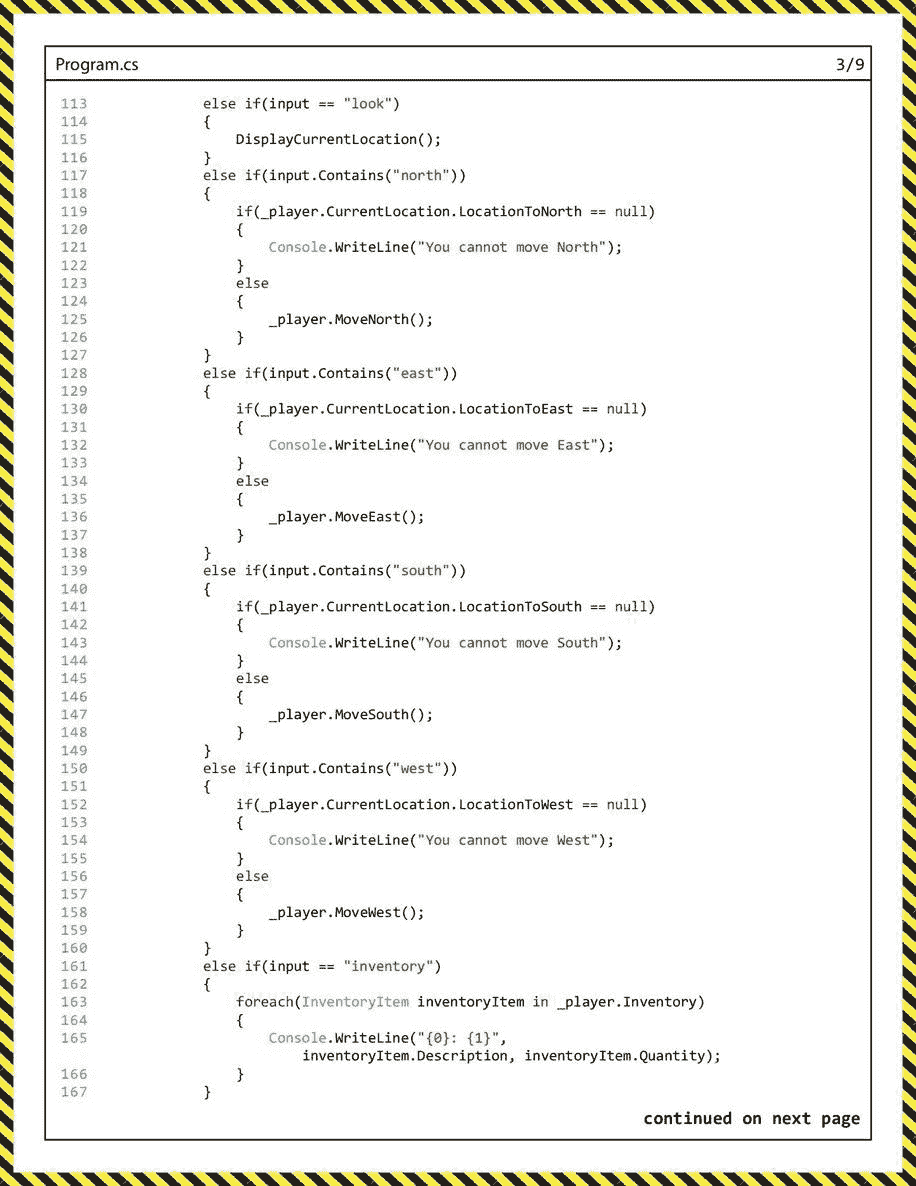 Program.cs 3/9
113 else if(input == "look")
114 {
115 DisplayCurrentLocation();
116 }
117 else if(input.Contains("north"))
118 {
119 if(_player.CurrentLocation.LocationToNorth == null)
120 {
121 Console.WriteLine("You cannot move North");
122 }
123 else
124 {
125 _player.MoveNorth();
126 }
127 }
128 else if(input.Contains("east"))
129 {
130 if(_player.CurrentLocation.LocationToEast == null)
131 {
132 Console.WriteLine("You cannot move East");
133 }
134 else
135 {
136 _player.MoveEast();
137 }
138 }
139 else if(input.Contains("south"))
140 {
141 if(_player.CurrentLocation.LocationToSouth == null)
142 {
143 Console.WriteLine("You cannot move South");
144 }
145 else
146 {
147 _player.MoveSouth();
148 }
149 }
150 else if(input.Contains("west"))
151 {
152 if(_player.CurrentLocation.LocationToWest == null)
153 {
154 Console.WriteLine("You cannot move West");
155 }
156 else
157 {
158 _player.MoveWest();
159 }
160 }
161 else if(input == "inventory")
162 {
163 foreach(InventoryItem inventoryItem in _player.Inventory)
164 {
165 Console.WriteLine("{0}: {1}",
inventoryItem.Description, inventoryItem.Quantity);
166 }
167 }
continued on next page